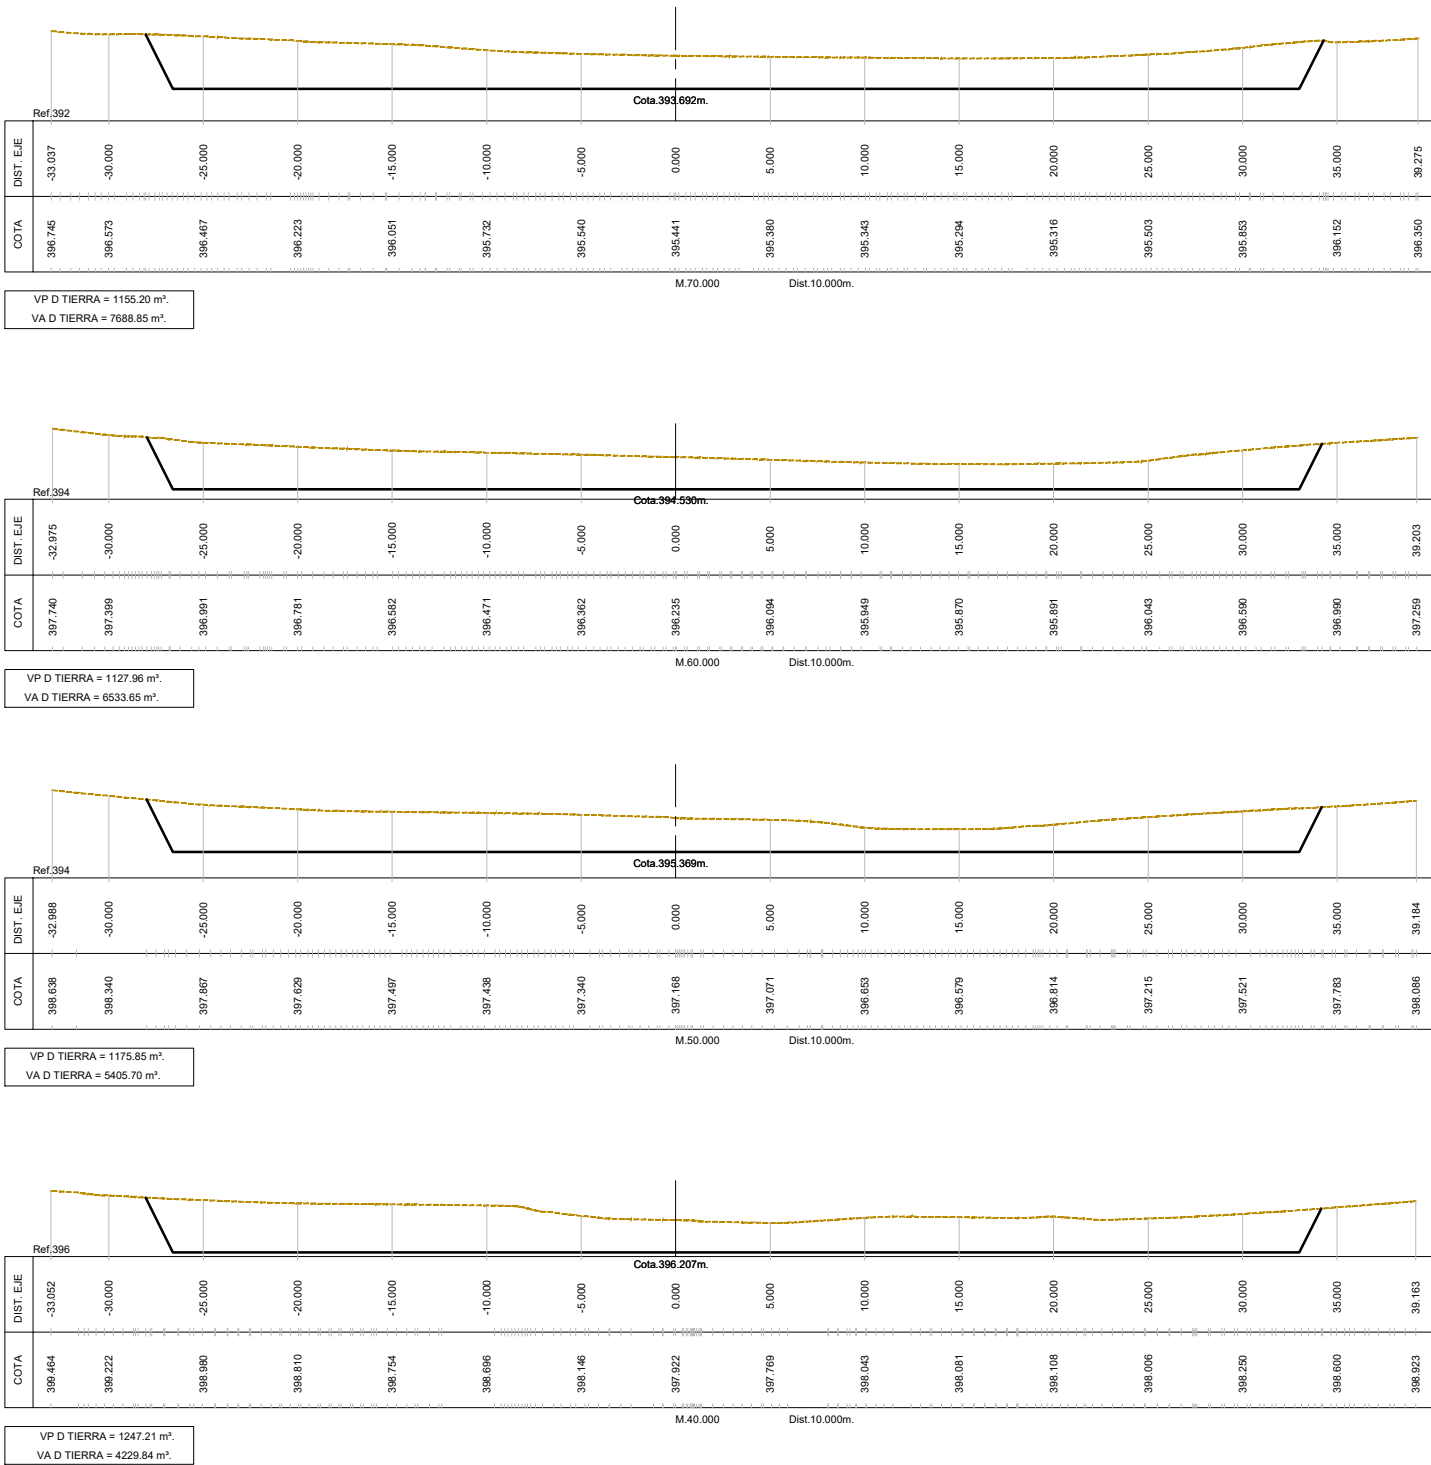 Cota.393.692m.
Ref.392
DIST. EJE -33.037 -30.000 -25.000 -20.000 -15.000 -10.000 -5.000 0.000 5.000 10.000 15.000 20.000 25.000 30.000 35.000 39.275
COTA 396.745 396.573 396.467 396.223 396.051 395.732 395.540 395.441 395.380 395.343 395.294 395.316 395.503 395.853 396.152 396.350
M.70.000 Dist.10.000m.
VP D TIERRA = 1155.20 m³.
VA D TIERRA = 7688.85 m³.
Ref.394
Cota.394.530m.
DIST. EJE -32.975 -30.000 -25.000 -20.000 -15.000 -10.000 -5.000 0.000 5.000 10.000 15.000 20.000 25.000 30.000 35.000 39.203
COTA 397.740 397.399 396.991 396.781 396.582 396.471 396.362 396.235 396.094 395.949 395.870 395.891 396.043 396.590 396.990 397.259
M.60.000 Dist.10.000m.
VP D TIERRA = 1127.96 m³.
VA D TIERRA = 6533.65 m³.
Cota.395.369m.
Ref.394
DIST. EJE -32.988 -30.000 -25.000 -20.000 -15.000 -10.000 -5.000 0.000 5.000 10.000 15.000 20.000 25.000 30.000 35.000 39.184
COTA 398.638 398.340 397.867 397.629 397.497 397.438 397.340 397.168 397.071 396.653 396.579 396.814 397.215 397.521 397.783 398.086
M.50.000 Dist.10.000m.
VP D TIERRA = 1175.85 m³.
VA D TIERRA = 5405.70 m³.
Ref.396
Cota.396.207m.
DIST. EJE -33.052 -30.000 -25.000 -20.000 -15.000 -10.000 -5.000 0.000 5.000 10.000 15.000 20.000 25.000 30.000 35.000 39.163
COTA 399.464 399.222 398.980 398.810 398.754 398.696 398.146 397.922 397.769 398.043 398.081 398.108 398.006 398.250 398.600 398.923
M.40.000 Dist.10.000m.
VP D TIERRA = 1247.21 m³.
VA D TIERRA = 4229.84 m³.